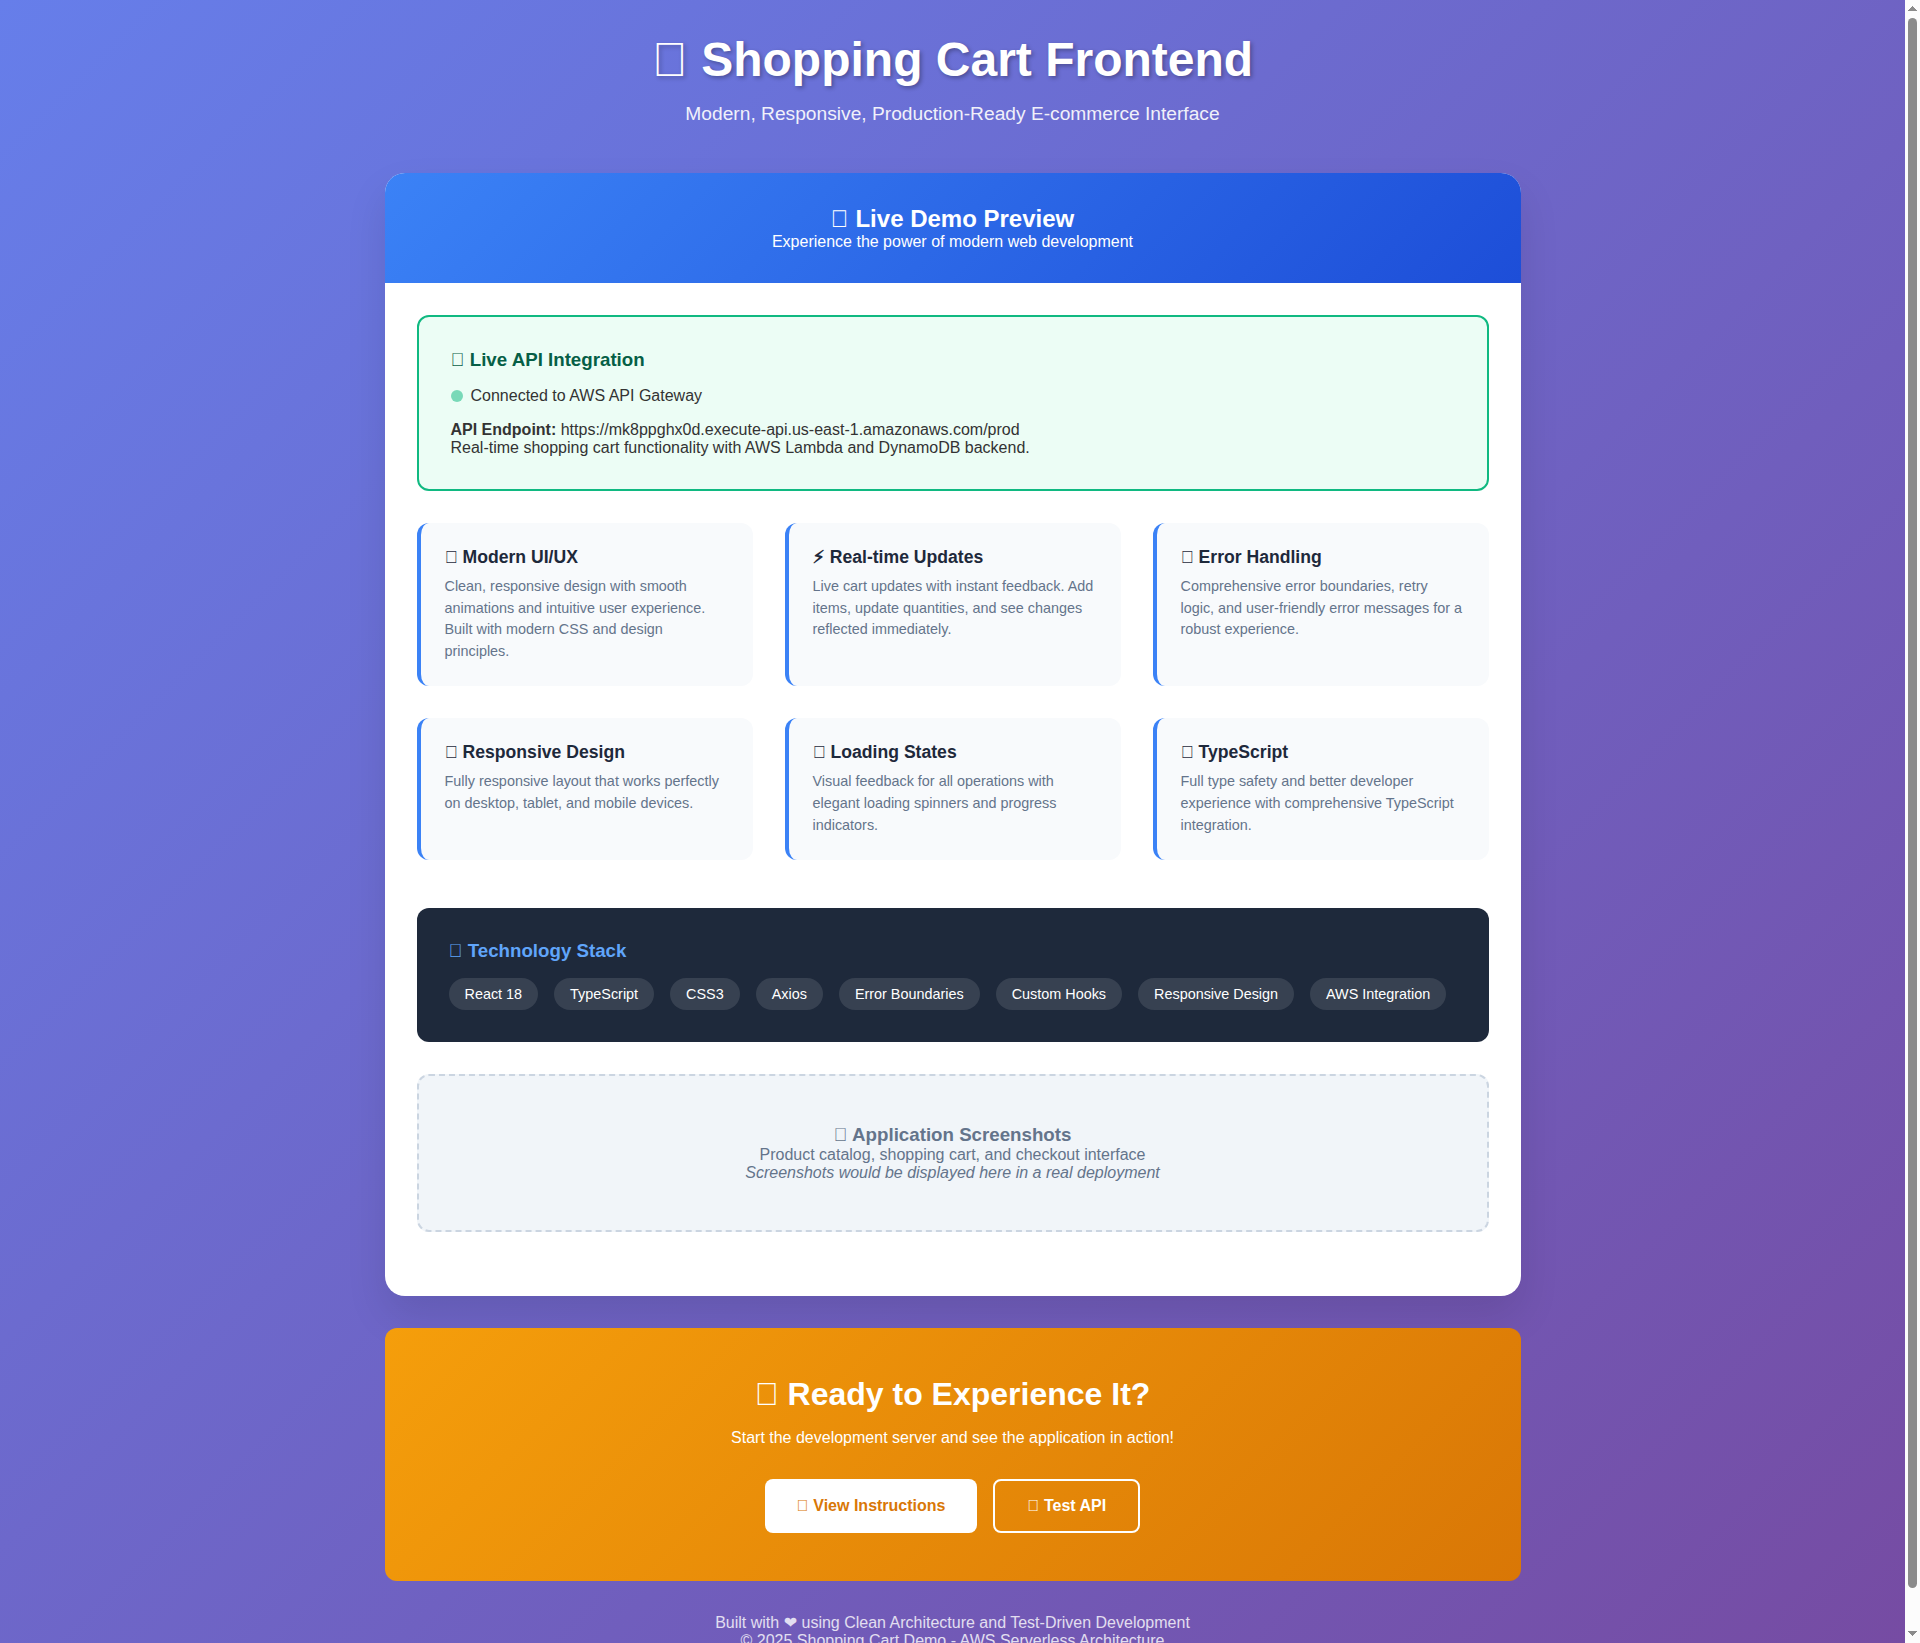 Shopping Cart Frontend
Modern, Responsive, Production-Ready E-commerce Interface
Live Demo Preview
Experience the power of modern web development
Live API Integration
Connected to AWS API Gateway
API Endpoint: https://mk8ppghx0d.execute-api.us-east-1.amazonaws.com/prod
Real-time shopping cart functionality with AWS Lambda and DynamoDB backend.
Modern UI/UX
Clean, responsive design with smooth
animations and intuitive user experience.
Built with modern CSS and design
principles.
⚡ Real-time Updates
Live cart updates with instant feedback. Add
items, update quantities, and see changes
reflected immediately.
Error Handling
Comprehensive error boundaries, retry
logic, and user-friendly error messages for a
robust experience.
Responsive Design
Fully responsive layout that works perfectly
on desktop, tablet, and mobile devices.
Loading States
Visual feedback for all operations with
elegant loading spinners and progress
indicators.
TypeScript
Full type safety and better developer
experience with comprehensive TypeScript
integration.
Technology Stack
React 18
TypeScript
CSS3
Axios
Error Boundaries
Custom Hooks
Responsive Design
AWS Integration
Application Screenshots
Product catalog, shopping cart, and checkout interface
Screenshots would be displayed here in a real deployment
Ready to Experience It?
Start the development server and see the application in action!
View Instructions
Test API
Built with ❤ using Clean Architecture and Test-Driven Development
© 2025 Shopping Cart Demo - AWS Serverless Architecture